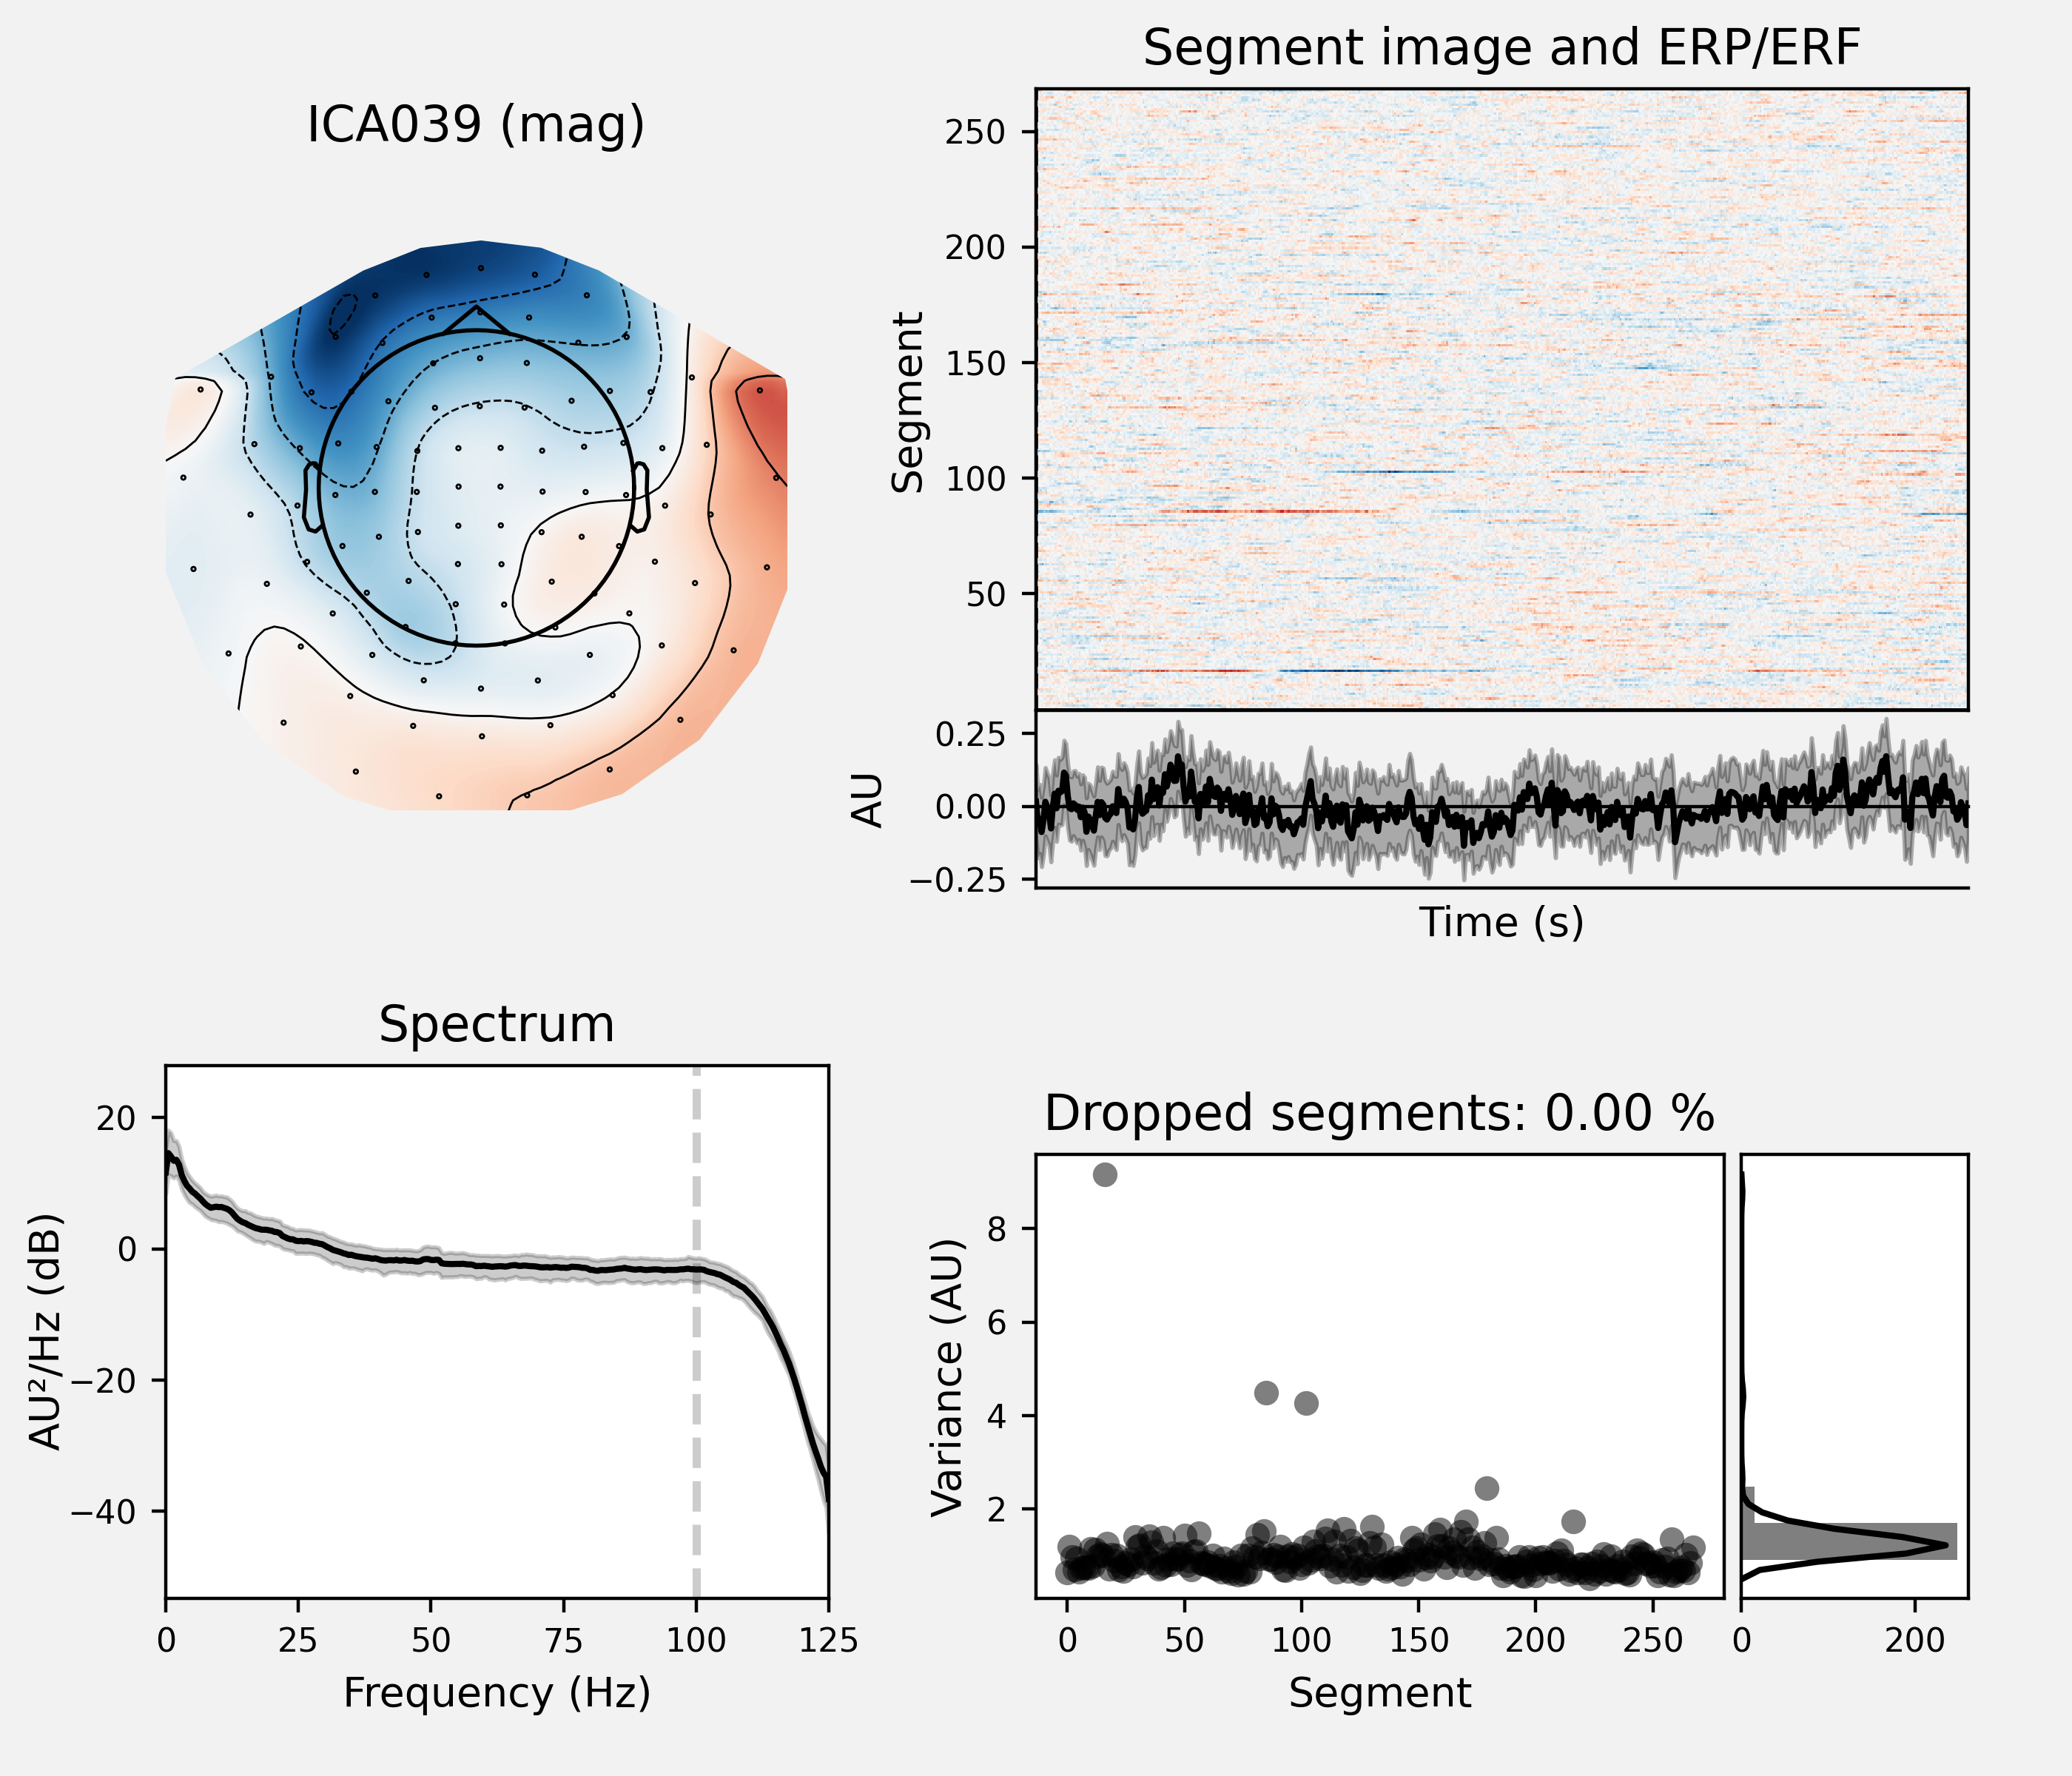 ICA039 (mag)
Segment image and ERP/ERF
Segment
250
200
150
100
50
AU
0.25
0.00
−0.25
Time (s)
Spectrum
AU²/Hz (dB)
20
0
−20
−40
0 25 50 75 100 125
Frequency (Hz)
Dropped segments: 0.00 %
Variance (AU)
8
6
4
2
0 50 100 150 200 250
Segment
0 200